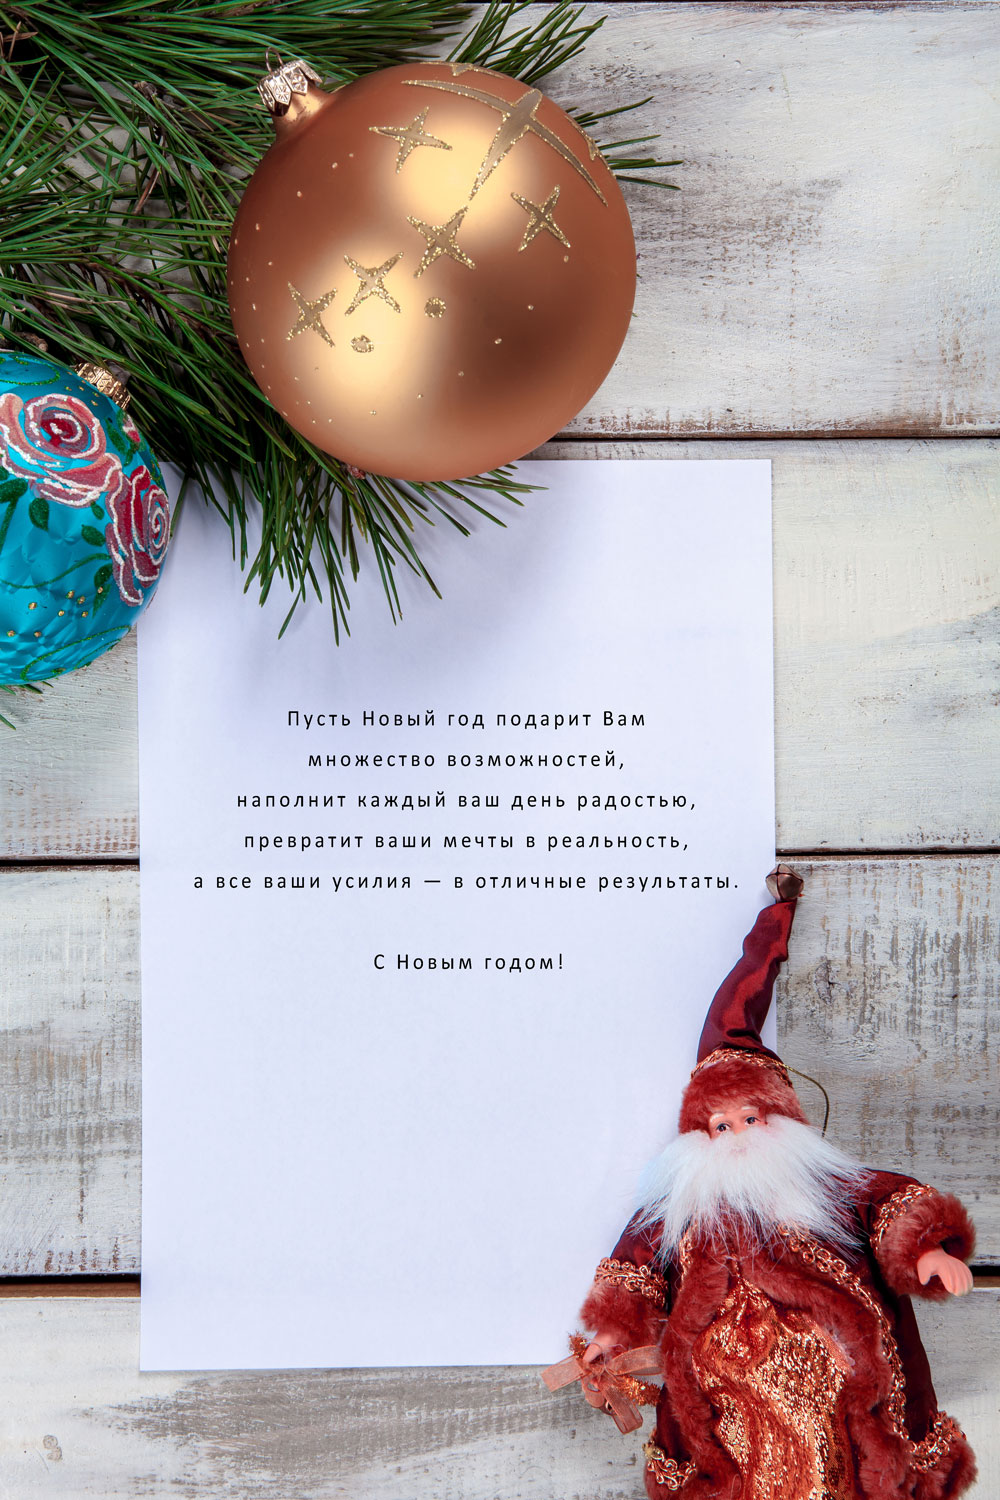 Пусть Новый год подарит Вам
множество возможностей,
наполнит каждый ваш день радостью,
превратит ваши мечты в реальность,
а все ваши усилия — в отличные результаты.
С Новым годом!